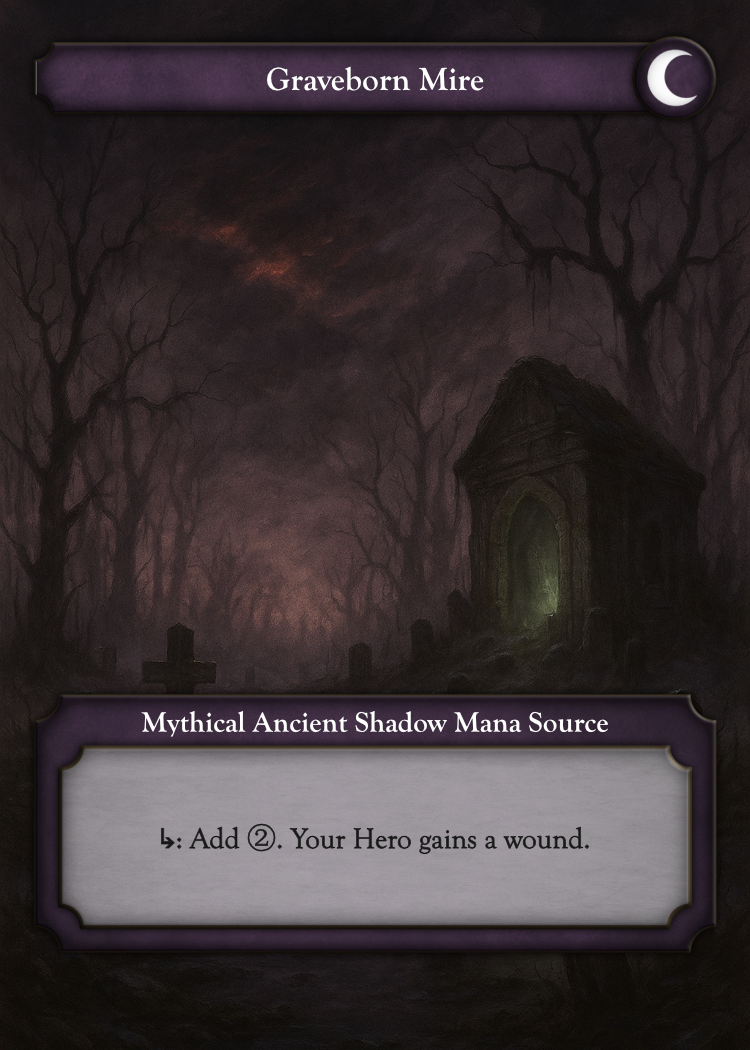 Graveborn Mire
Mythical Ancient Shadow Mana Source
↳: Add ②. Your Hero gains a wound.